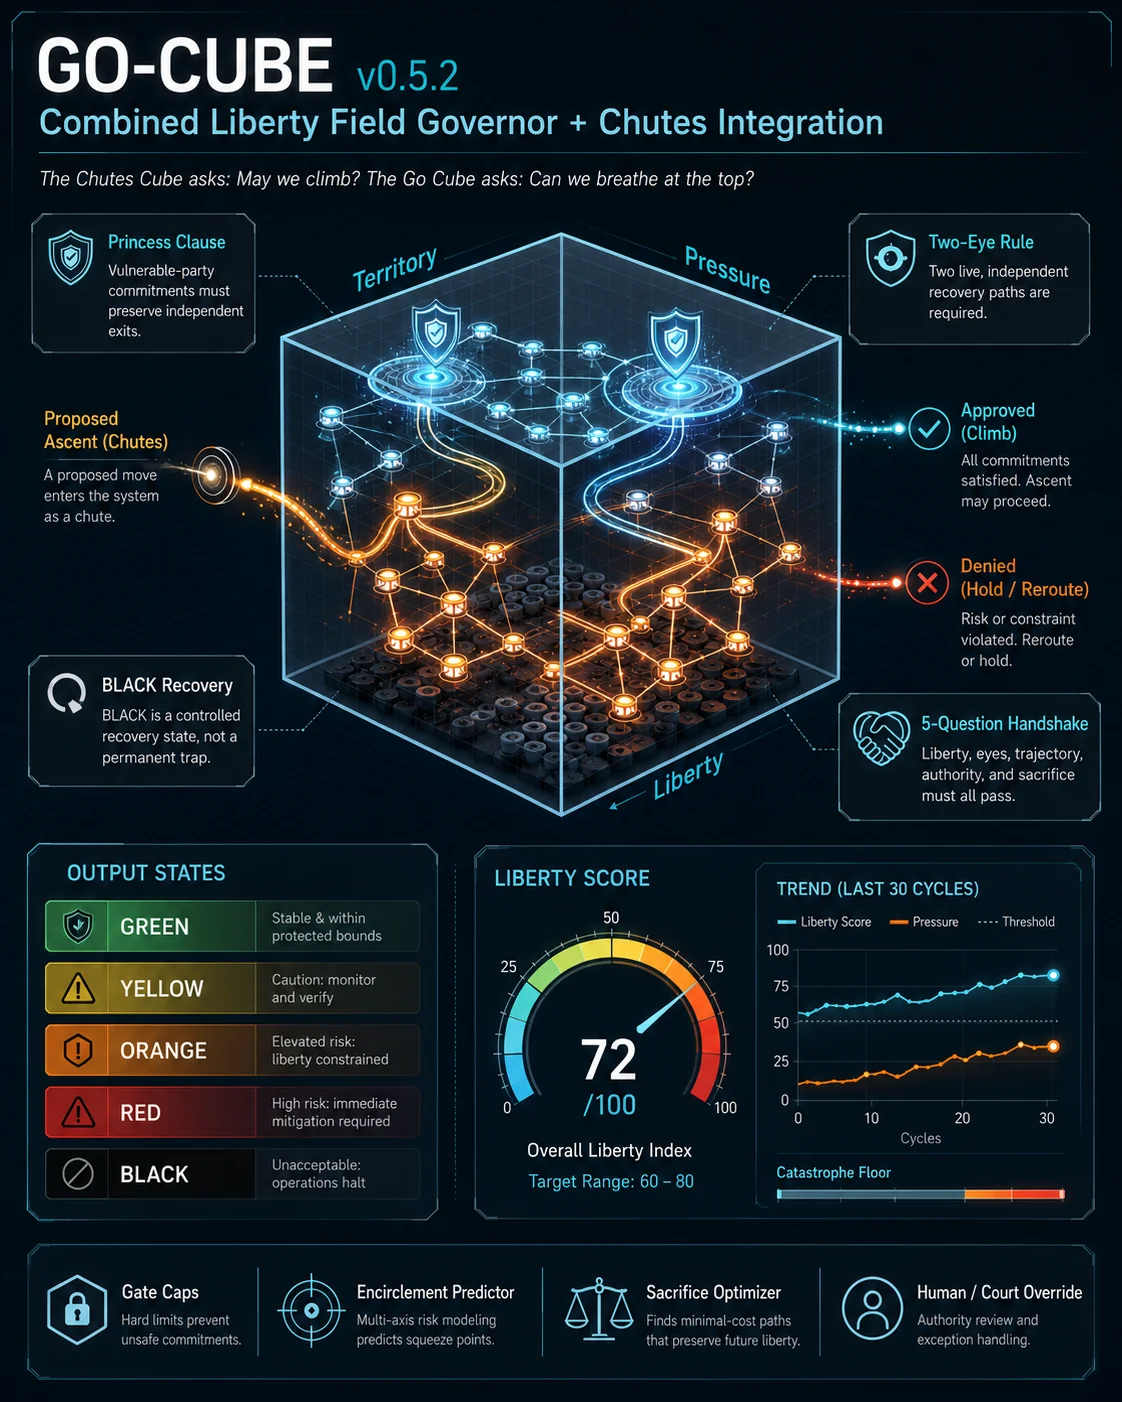 GO-CUBE v0.5.2
Combined Liberty Field Governor + Chutes Integration
The Chutes Cube asks: May we climb? The Go Cube asks: Can we breathe at the top?
Princess Clause
Vulnerable-party
commitments must
preserve independent
exits.
Territory
Pressure
Two-Eye Rule
Two live, independent
recovery paths are
required.
Proposed
Ascent (Chutes)
A proposed move
enters the system
as a chute.
Approved
(Climb)
All commitments
satisfied. Ascent
may proceed.
Denied
(Hold / Reroute)
Risk or constraint
violated. Reroute
or hold.
BLACK Recovery
BLACK is a controlled
recovery state, not a
permanent trap.
Liberty
5-Question Handshake
Liberty, eyes, trajectory,
authority, and sacrifice
must all pass.
OUTPUT STATES
GREEN
Stable & within
protected bounds
YELLOW
Caution: monitor
and verify
ORANGE
Elevated risk:
liberty constrained
RED
High risk: immediate
mitigation required
BLACK
Unacceptable:
operations halt
LIBERTY SCORE
0
25
50
75
100
72
/100
Overall Liberty Index
Target Range: 60 – 80
TREND (LAST 30 CYCLES)
Liberty Score Pressure Threshold
100
75
50
25
0
0 10 20 30
Cycles
Catastrophe Floor
Gate Caps
Hard limits prevent
unsafe commitments.
Encirclement Predictor
Multi-axis risk modeling
predicts squeeze points.
Sacrifice Optimizer
Finds minimal-cost paths
that preserve future liberty.
Human / Court Override
Authority review and
exception handling.